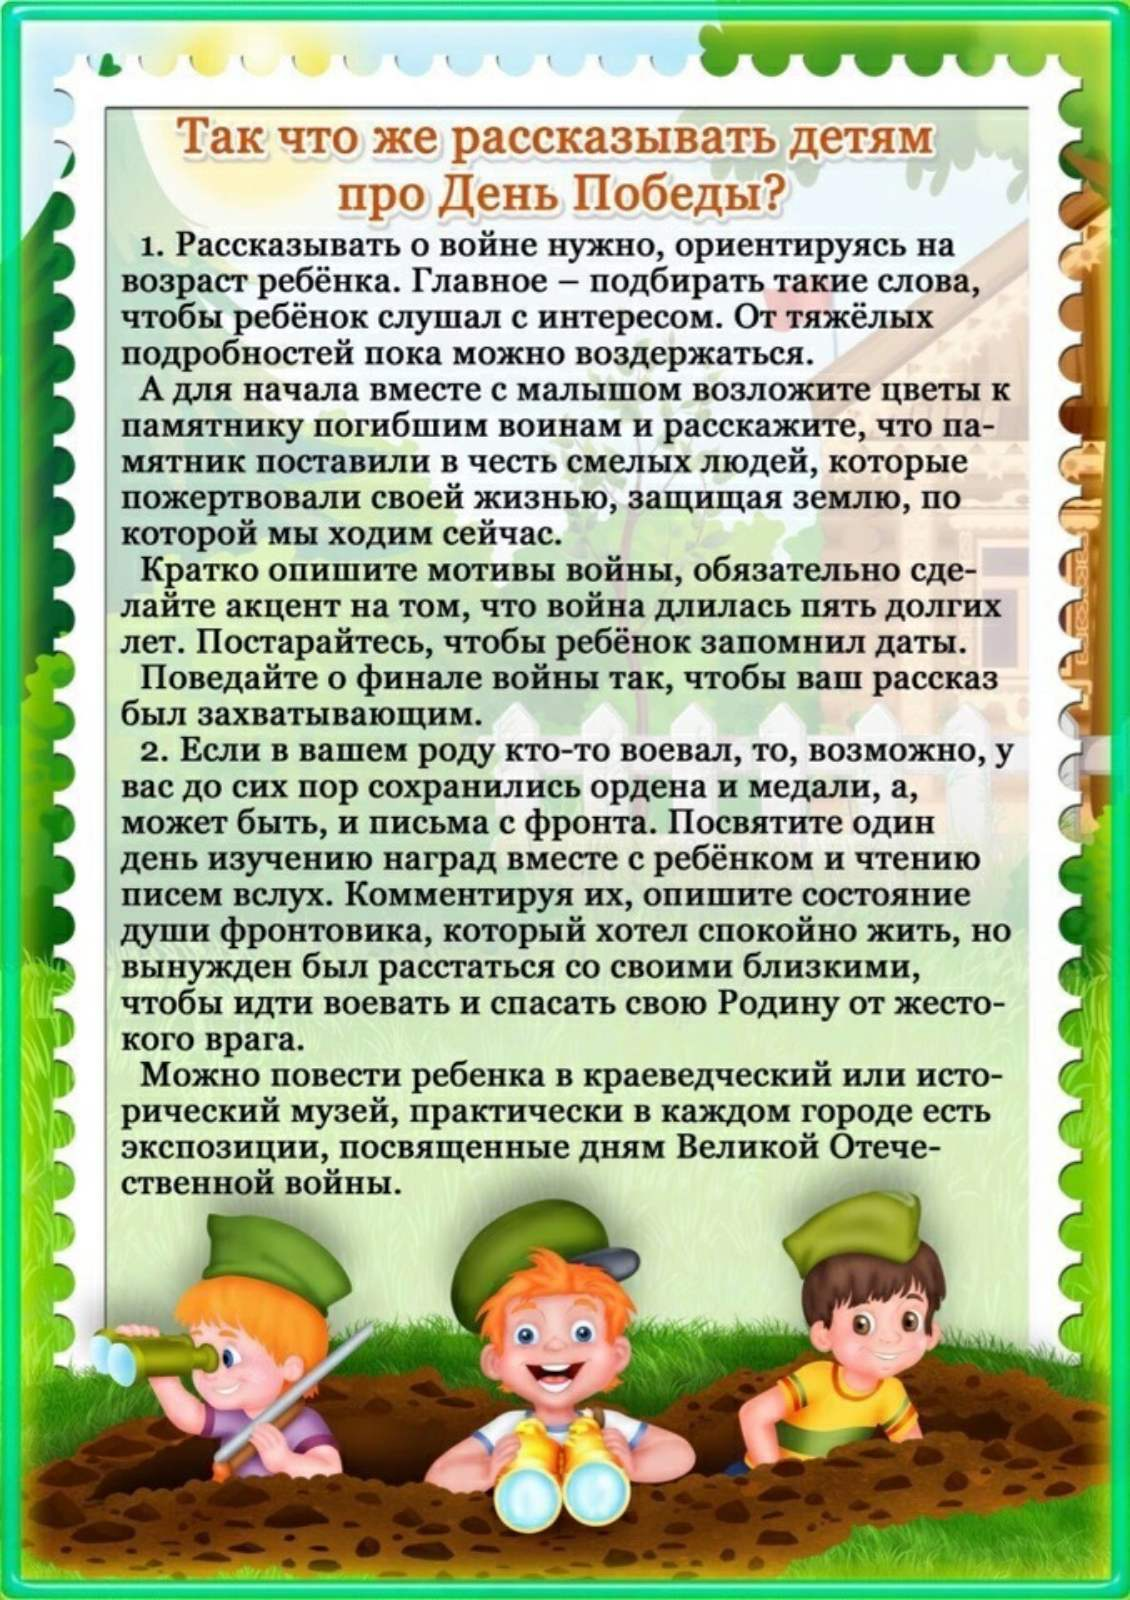 Так что же рассказывать детям
про День Победы?
1. Рассказывать о войне нужно, ориентируясь на
возраст ребёнка. Главное – подбирать такие слова,
чтобы ребёнок слушал с интересом. От тяжёлых
подробностей пока можно воздержаться.
А для начала вместе с малышом возложите цветы к
памятнику погибшим воинам и расскажите, что па-
мятник поставили в честь смелых людей, которые
пожертвовали своей жизнью, защищая землю, по
которой мы ходим сейчас.
Кратко опишите мотивы войны, обязательно сде-
лайте акцент на том, что война длилась пять долгих
лет. Постарайтесь, чтобы ребёнок запомнил даты.
Поведайте о финале войны так, чтобы ваш рассказ
был захватывающим.
2. Если в вашем роду кто-то воевал, то, возможно, у
вас до сих пор сохранились ордена и медали, а,
может быть, и письма с фронта. Посвятите один
день изучению наград вместе с ребёнком и чтению
писем вслух. Комментируя их, опишите состояние
души фронтовика, который хотел спокойно жить, но
вынужден был расстаться со своими близкими,
чтобы идти воевать и спасать свою Родину от жесто-
кого врага.
Можно повести ребенка в краеведческий или исто-
рический музей, практически в каждом городе есть
экспозиции, посвященные дням Великой Отече-
ственной войны.